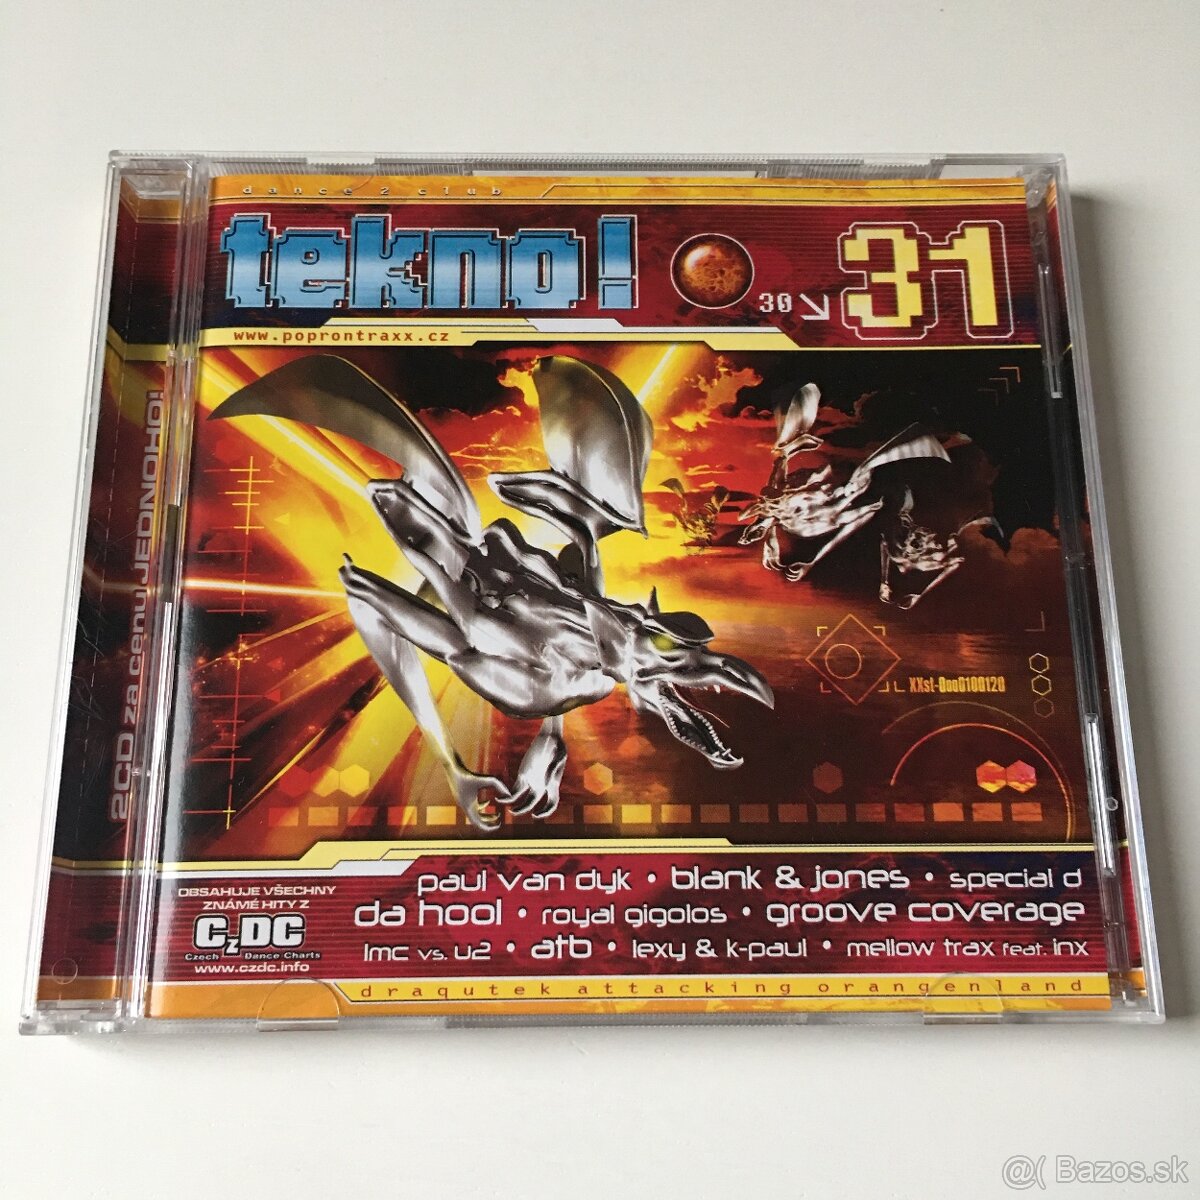 dance 2 club
tekno!
30 31
www.poprontraxx.cz
2CD za cenu JEDNOHO!
XXsf-0oo0100120
OBSAHUJE VŠECHNY
ZNÁMÉ HITY Z
CzDC
Czech Dance Charts
www.czdc.info
paul van dyk • blank & jones • special d
da hool • royal gigolos • groove coverage
lmc vs. u2 • atb • lexy & k-paul • mellow trax feat. inx
draqutek attacking orangenland
@( Bazos.sk